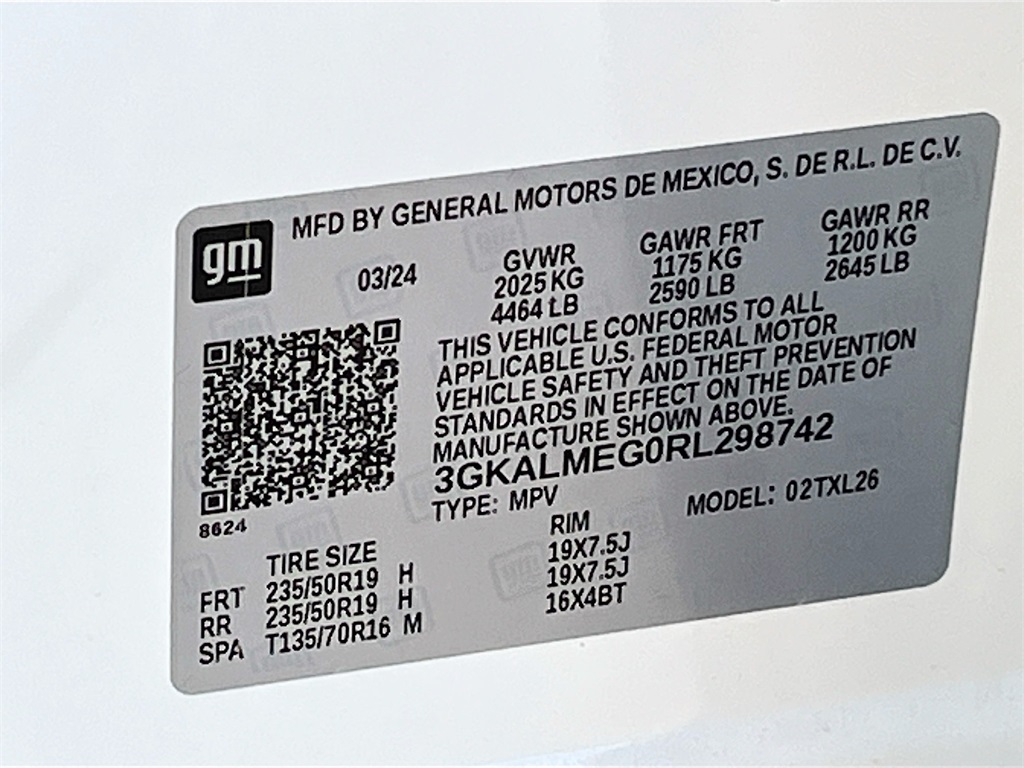 gm
MFD BY GENERAL MOTORS DE MEXICO, S. DE R.L. DE C.V.
03/24
GVWR
2025 KG
4464 LB
GAWR FRT
1175 KG
2590 LB
GAWR RR
1200 KG
2645 LB
THIS VEHICLE CONFORMS TO ALL
APPLICABLE U.S. FEDERAL MOTOR
VEHICLE SAFETY AND THEFT PREVENTION
STANDARDS IN EFFECT ON THE DATE OF
MANUFACTURE SHOWN ABOVE.
3GKALMEG0RL298742
TYPE: MPV MODEL: 02TXL26
8624
TIRE SIZE RIM
FRT 235/50R19 H 19X7.5J
RR 235/50R19 H 19X7.5J
SPA T135/70R16 M 16X4BT